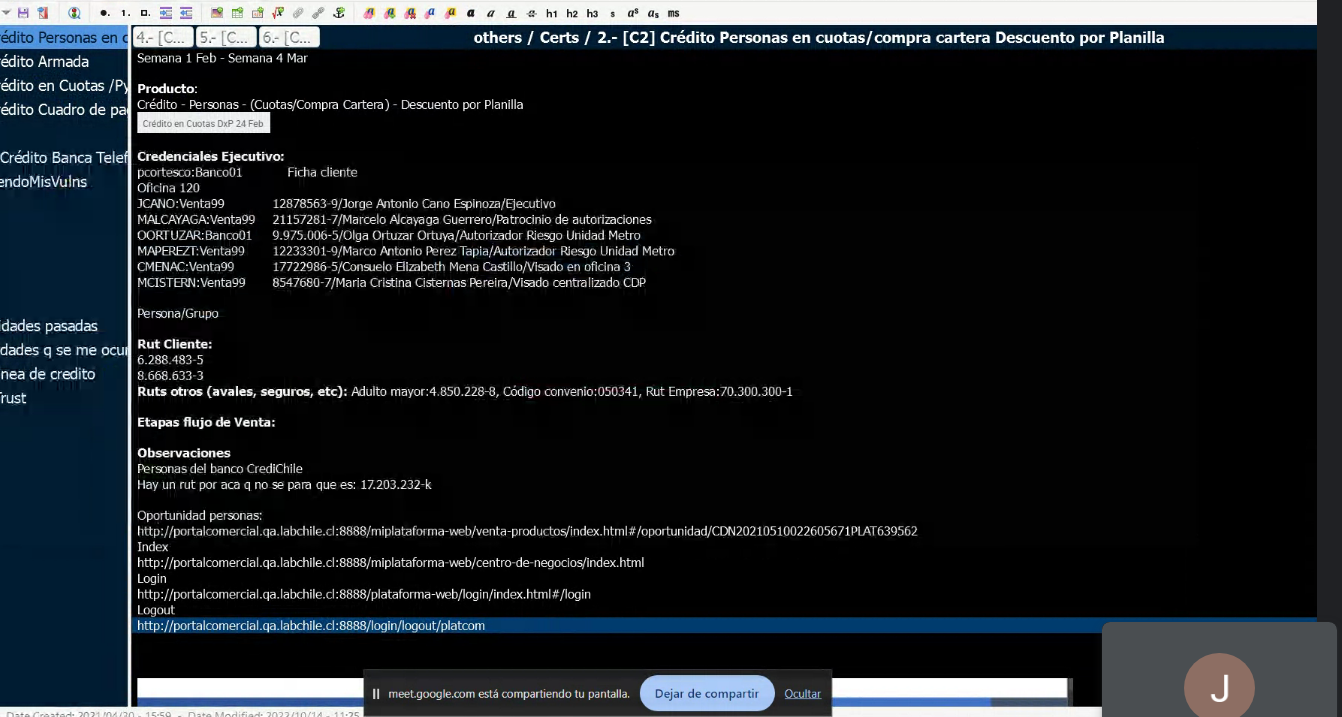 h1 h2 h3 s aˢ aₛ ms
4.- [C...
5.- [C...
6.- [C...
others / Certs / 2.- [C2] Crédito Personas en cuotas/compra cartera Descuento por Planilla
édito Personas en c
édito Armada
édito en Cuotas /Py
édito Cuadro de pa
Crédito Banca Telef
endoMisVulns
idades pasadas
dades q se me ocur
nea de credito
rust
Semana 1 Feb - Semana 4 Mar
Producto:
Crédito - Personas - (Cuotas/Compra Cartera) - Descuento por Planilla
Crédito en Cuotas DxP 24 Feb
Credenciales Ejecutivo:
pcortesco:Banco01 Ficha cliente
Oficina 120
JCANO:Venta99 12878563-9/Jorge Antonio Cano Espinoza/Ejecutivo
MALCAYAGA:Venta99 21157281-7/Marcelo Alcayaga Guerrero/Patrocinio de autorizaciones
OORTUZAR:Banco01 9.975.006-5/Olga Ortuzar Ortuya/Autorizador Riesgo Unidad Metro
MAPEREZT:Venta99 12233301-9/Marco Antonio Perez Tapia/Autorizador Riesgo Unidad Metro
CMENAC:Venta99 17722986-5/Consuelo Elizabeth Mena Castillo/Visado en oficina 3
MCISTERN:Venta99 8547680-7/Maria Cristina Cisternas Pereira/Visado centralizado CDP
Persona/Grupo
Rut Cliente:
6.288.483-5
8.668.633-3
Ruts otros (avales, seguros, etc): Adulto mayor:4.850.228-8, Código convenio:050341, Rut Empresa:70.300.300-1
Etapas flujo de Venta:
Observaciones
Personas del banco CrediChile
Hay un rut por aca q no se para que es: 17.203.232-k
Oportunidad personas:
http://portalcomercial.qa.labchile.cl:8888/miplataforma-web/venta-productos/index.html#/oportunidad/CDN20210510022605671PLAT639562
Index
http://portalcomercial.qa.labchile.cl:8888/miplataforma-web/centro-de-negocios/index.html
Login
http://portalcomercial.qa.labchile.cl:8888/plataforma-web/login/index.html#/login
Logout
http://portalcomercial.qa.labchile.cl:8888/login/logout/platcom
meet.google.com está compartiendo tu pantalla. Dejar de compartir Ocultar
J
Date Created: 2021/04/30 - 15:59 - Date Modified: 2022/10/14 - 11:25